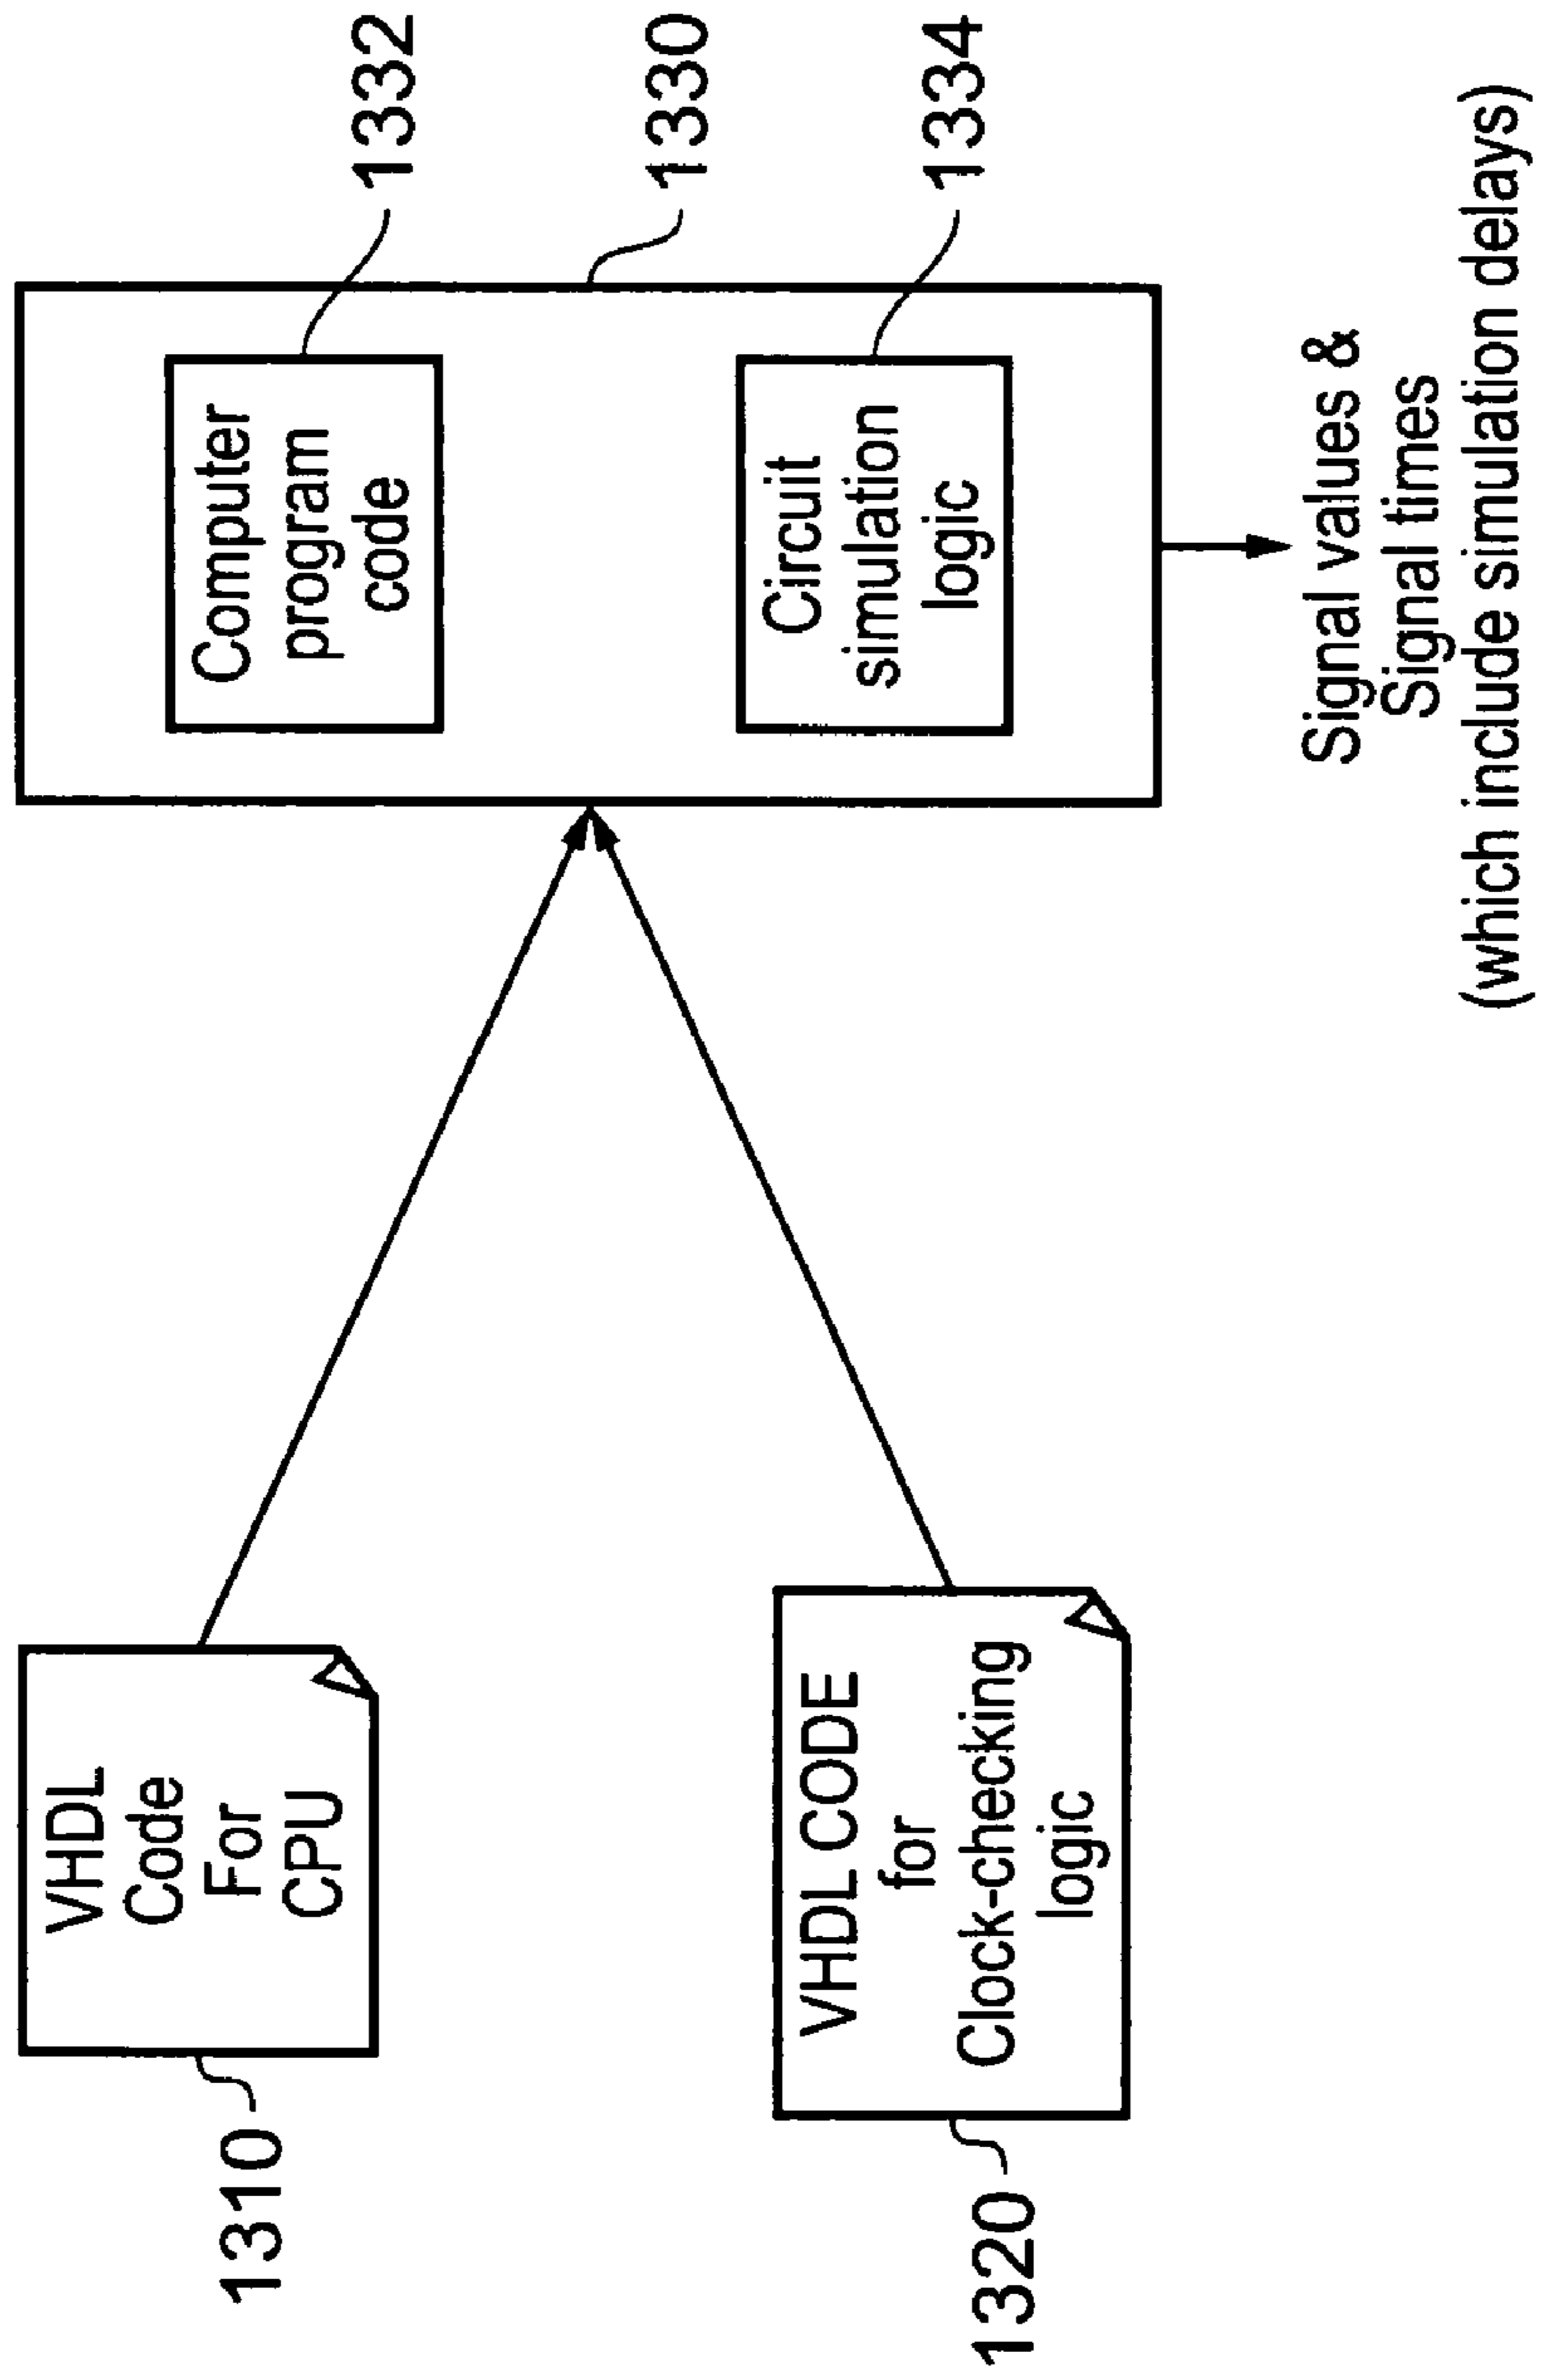 1310
VHDL
Code
For
CPU
1320
VHDL CODE
for
Clock-checking
logic
Computer
program
code
1332
1330
Circuit
simulation
logic
1334
Signal values &
Signal times
(which include simulation delays)